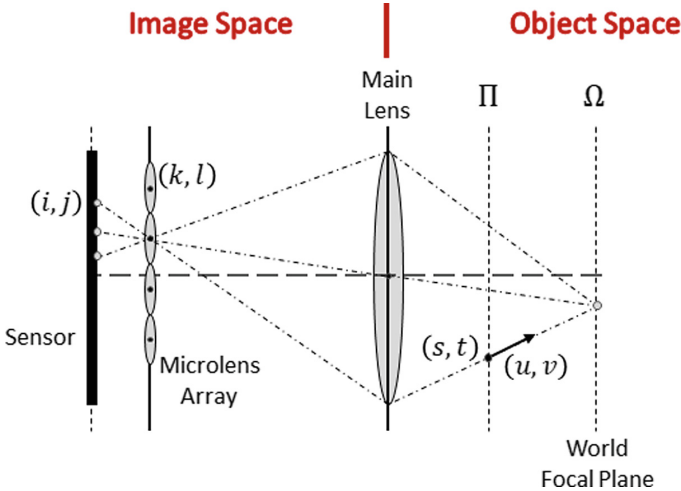 Image Space
Object Space
Main
Lens
Π
Ω
(k, l)
(i, j)
(s, t)
(u, v)
Sensor
Microlens
Array
World
Focal Plane